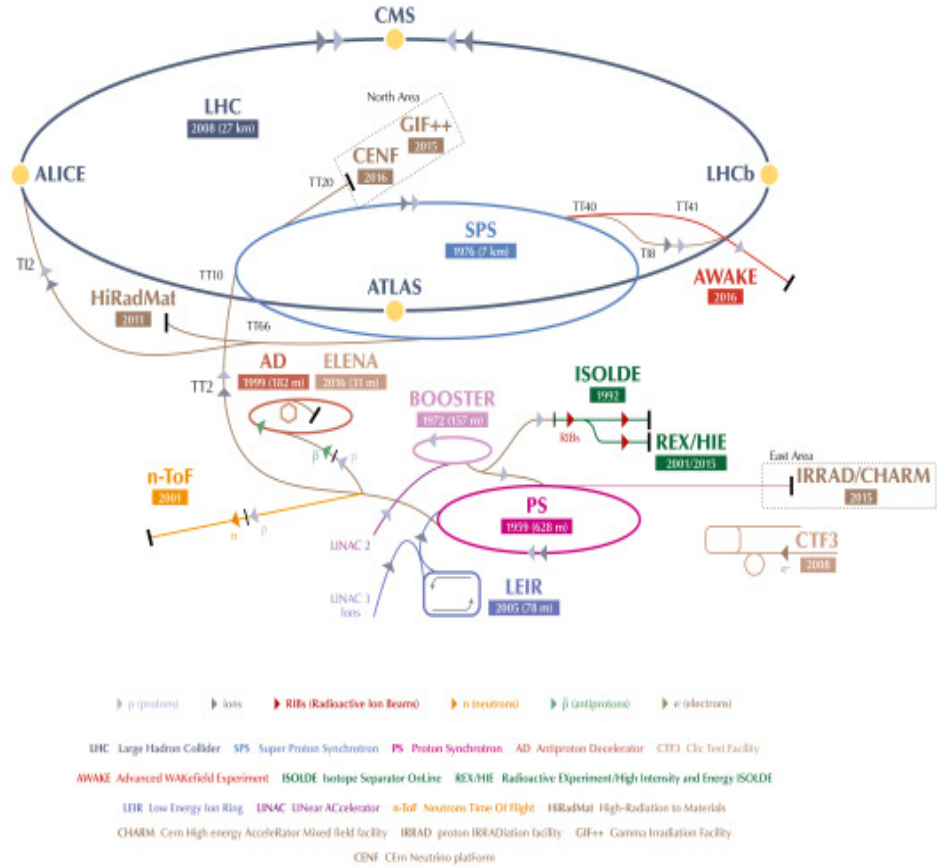 CMS
North Area
LHC
2008 (27 km)
GIF++
2015
CENF
2016
ALICE
LHCb
TT20
TT40
TT41
SPS
1976 (7 km)
TI2
TT10
TI8
AWAKE
2016
ATLAS
HiRadMat
2011
TT66
AD
1999 (182 m)
ELENA
2016 (31 m)
TT2
ISOLDE
1992
BOOSTER
1972 (157 m)
RIBs
REX/HIE
2001/2015
p̄
p
East Area
n-ToF
2001
IRRAD/CHARM
2015
PS
1959 (628 m)
n
p
LINAC 2
CTF3
2008
e-
LINAC 3
Ions
LEIR
2005 (78 m)
p (protons) ions RIBs (Radioactive Ion Beams) n (neutrons) p̄ (antiprotons) e- (electrons)
LHC Large Hadron Collider SPS Super Proton Synchrotron PS Proton Synchrotron AD Antiproton Decelerator CTF3 Clic Test Facility
AWAKE Advanced WAKefield Experiment ISOLDE Isotope Separator OnLine REX/HIE Radioactive EXperiment/High Intensity and Energy ISOLDE
LEIR Low Energy Ion Ring LINAC LINear ACcelerator n-ToF Neutrons Time Of Flight HiRadMat High-Radiation to Materials
CHARM Cern High energy AcceleRator Mixed field facility IRRAD proton IRRADiation facility GIF++ Gamma Irradiation Facility
CENF CErn Neutrino platForm